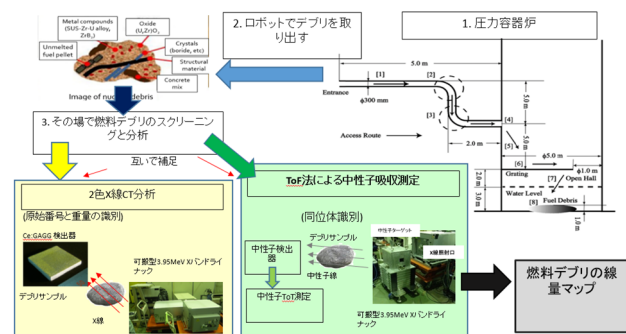 Metal compounds
(SUS-Zr-U alloy,
ZrB₂)
Oxide
(U,Zr)O₂
Crystals
(boride, etc)
Unmelted
fuel pellet
Structural
material
Concrete
mix
2. ロボットでデブリを取
り出す
1. 圧力容器炉
5.0 m
[1]
[2]
Entrance
φ300 mm
[3]
[4]
5.0 m
Access Route
2.0 m
[5]
5.0 m
[6]
φ5.0 m
φ1.0 m
Grating
[7]
Open Hall
2.0 m
Water Level
3.0 m
[8]
Fuel Debris
1.0 m
3.その場で燃料デブリのスクリーニン
グと分析
互いで補足
2色X線CT分析
(原始番号と重量の識別)
Ce:GAGG 検出器
可搬型3.95MeV Xバンドライ
ナック
デブリサンプル
X線
ToF法による中性子吸収測定
(同位体識別)
中性子検出
器
デブリサンプル
中性子線
中性子ToT測定
中性子ターゲット
X線照射口
可搬型3.95MeV Xバンドライ
ナック
燃料デブリの線
量マップ